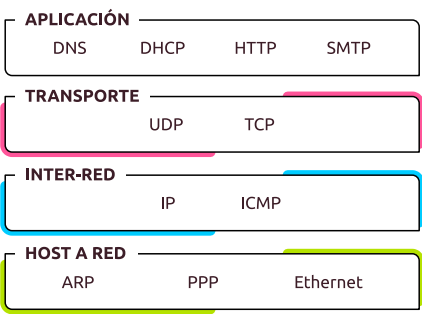 APLICACIÓN
DNS DHCP HTTP SMTP
TRANSPORTE
UDP TCP
INTER-RED
IP ICMP
HOST A RED
ARP PPP Ethernet